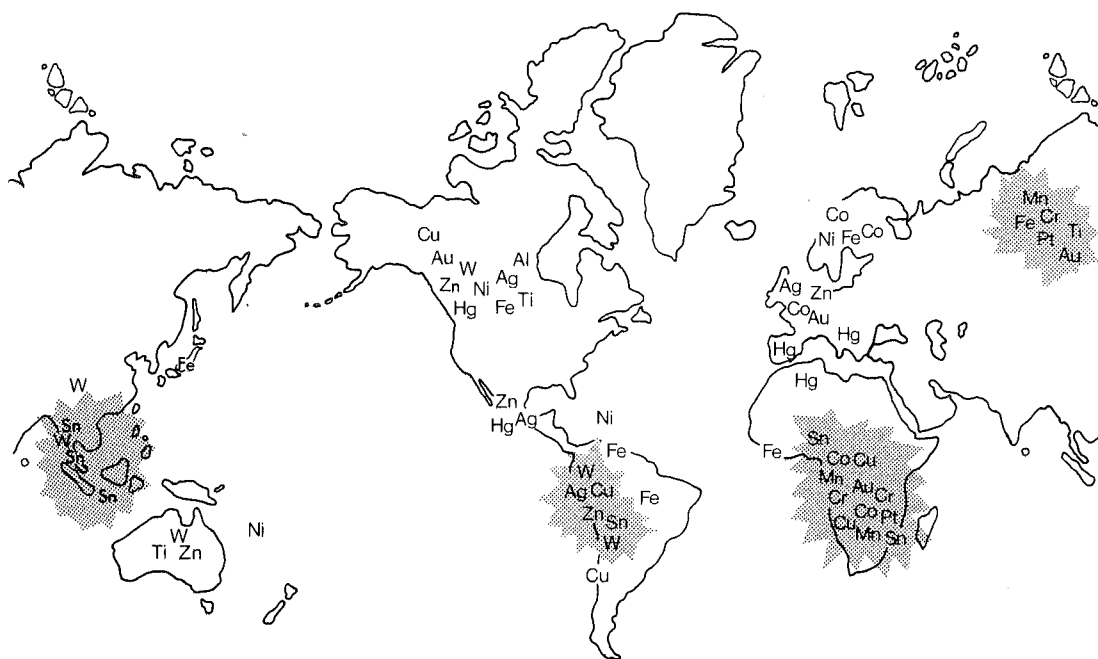 Mn
Cr
Fe
Ti
Pt
Au
Co
Ni Fe Co
Cu
Au
W
Al
Zn
Ni
Ag
Hg
Fe
Ti
Ag
Zn
Co
Au
Hg
Hg
Hg
Fe
W
Sn
W
Sn
Sn
Zn
Hg Ag
Ni
Fe
W
Ag Cu
Fe
Zn
Sn
W
Cu
Sn
Fe
Co Cu
Mn
Au
Cr
Cr
Co
Pt
Cu
Mn
Sn
W
Ti Zn
Ni